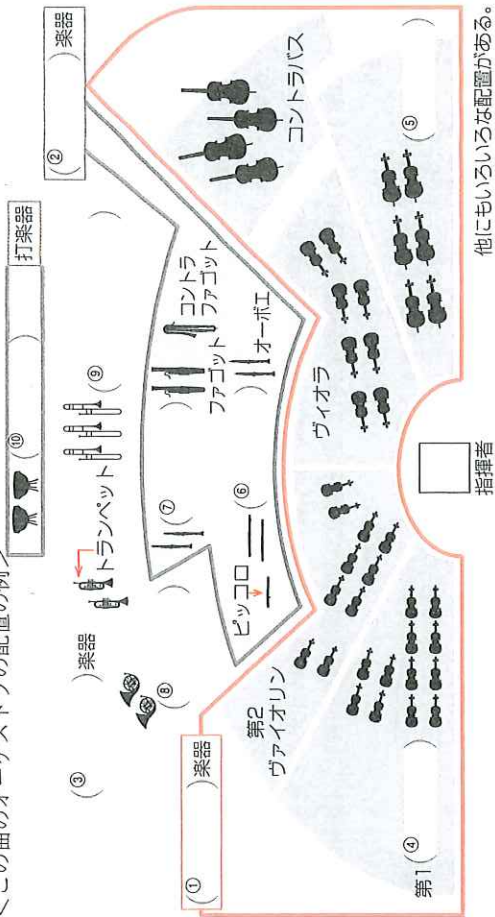 ＜この曲のオーケストラの配置の例＞
⑩(　　　)
打楽器
②(　　　)楽器
③(　　　)楽器
トランペット
⑨(　　　)
⑧(　　　)
⑦(　　　)
ファゴット
コントラ
ファゴット
ピッコロ
⑥(　　　)
オーボエ
①(　　　)楽器
第2
ヴァイオリン
ヴィオラ
コントラバス
第1(④　　　)
⑤(　　　)
指揮者
他にもいろいろな配置がある。